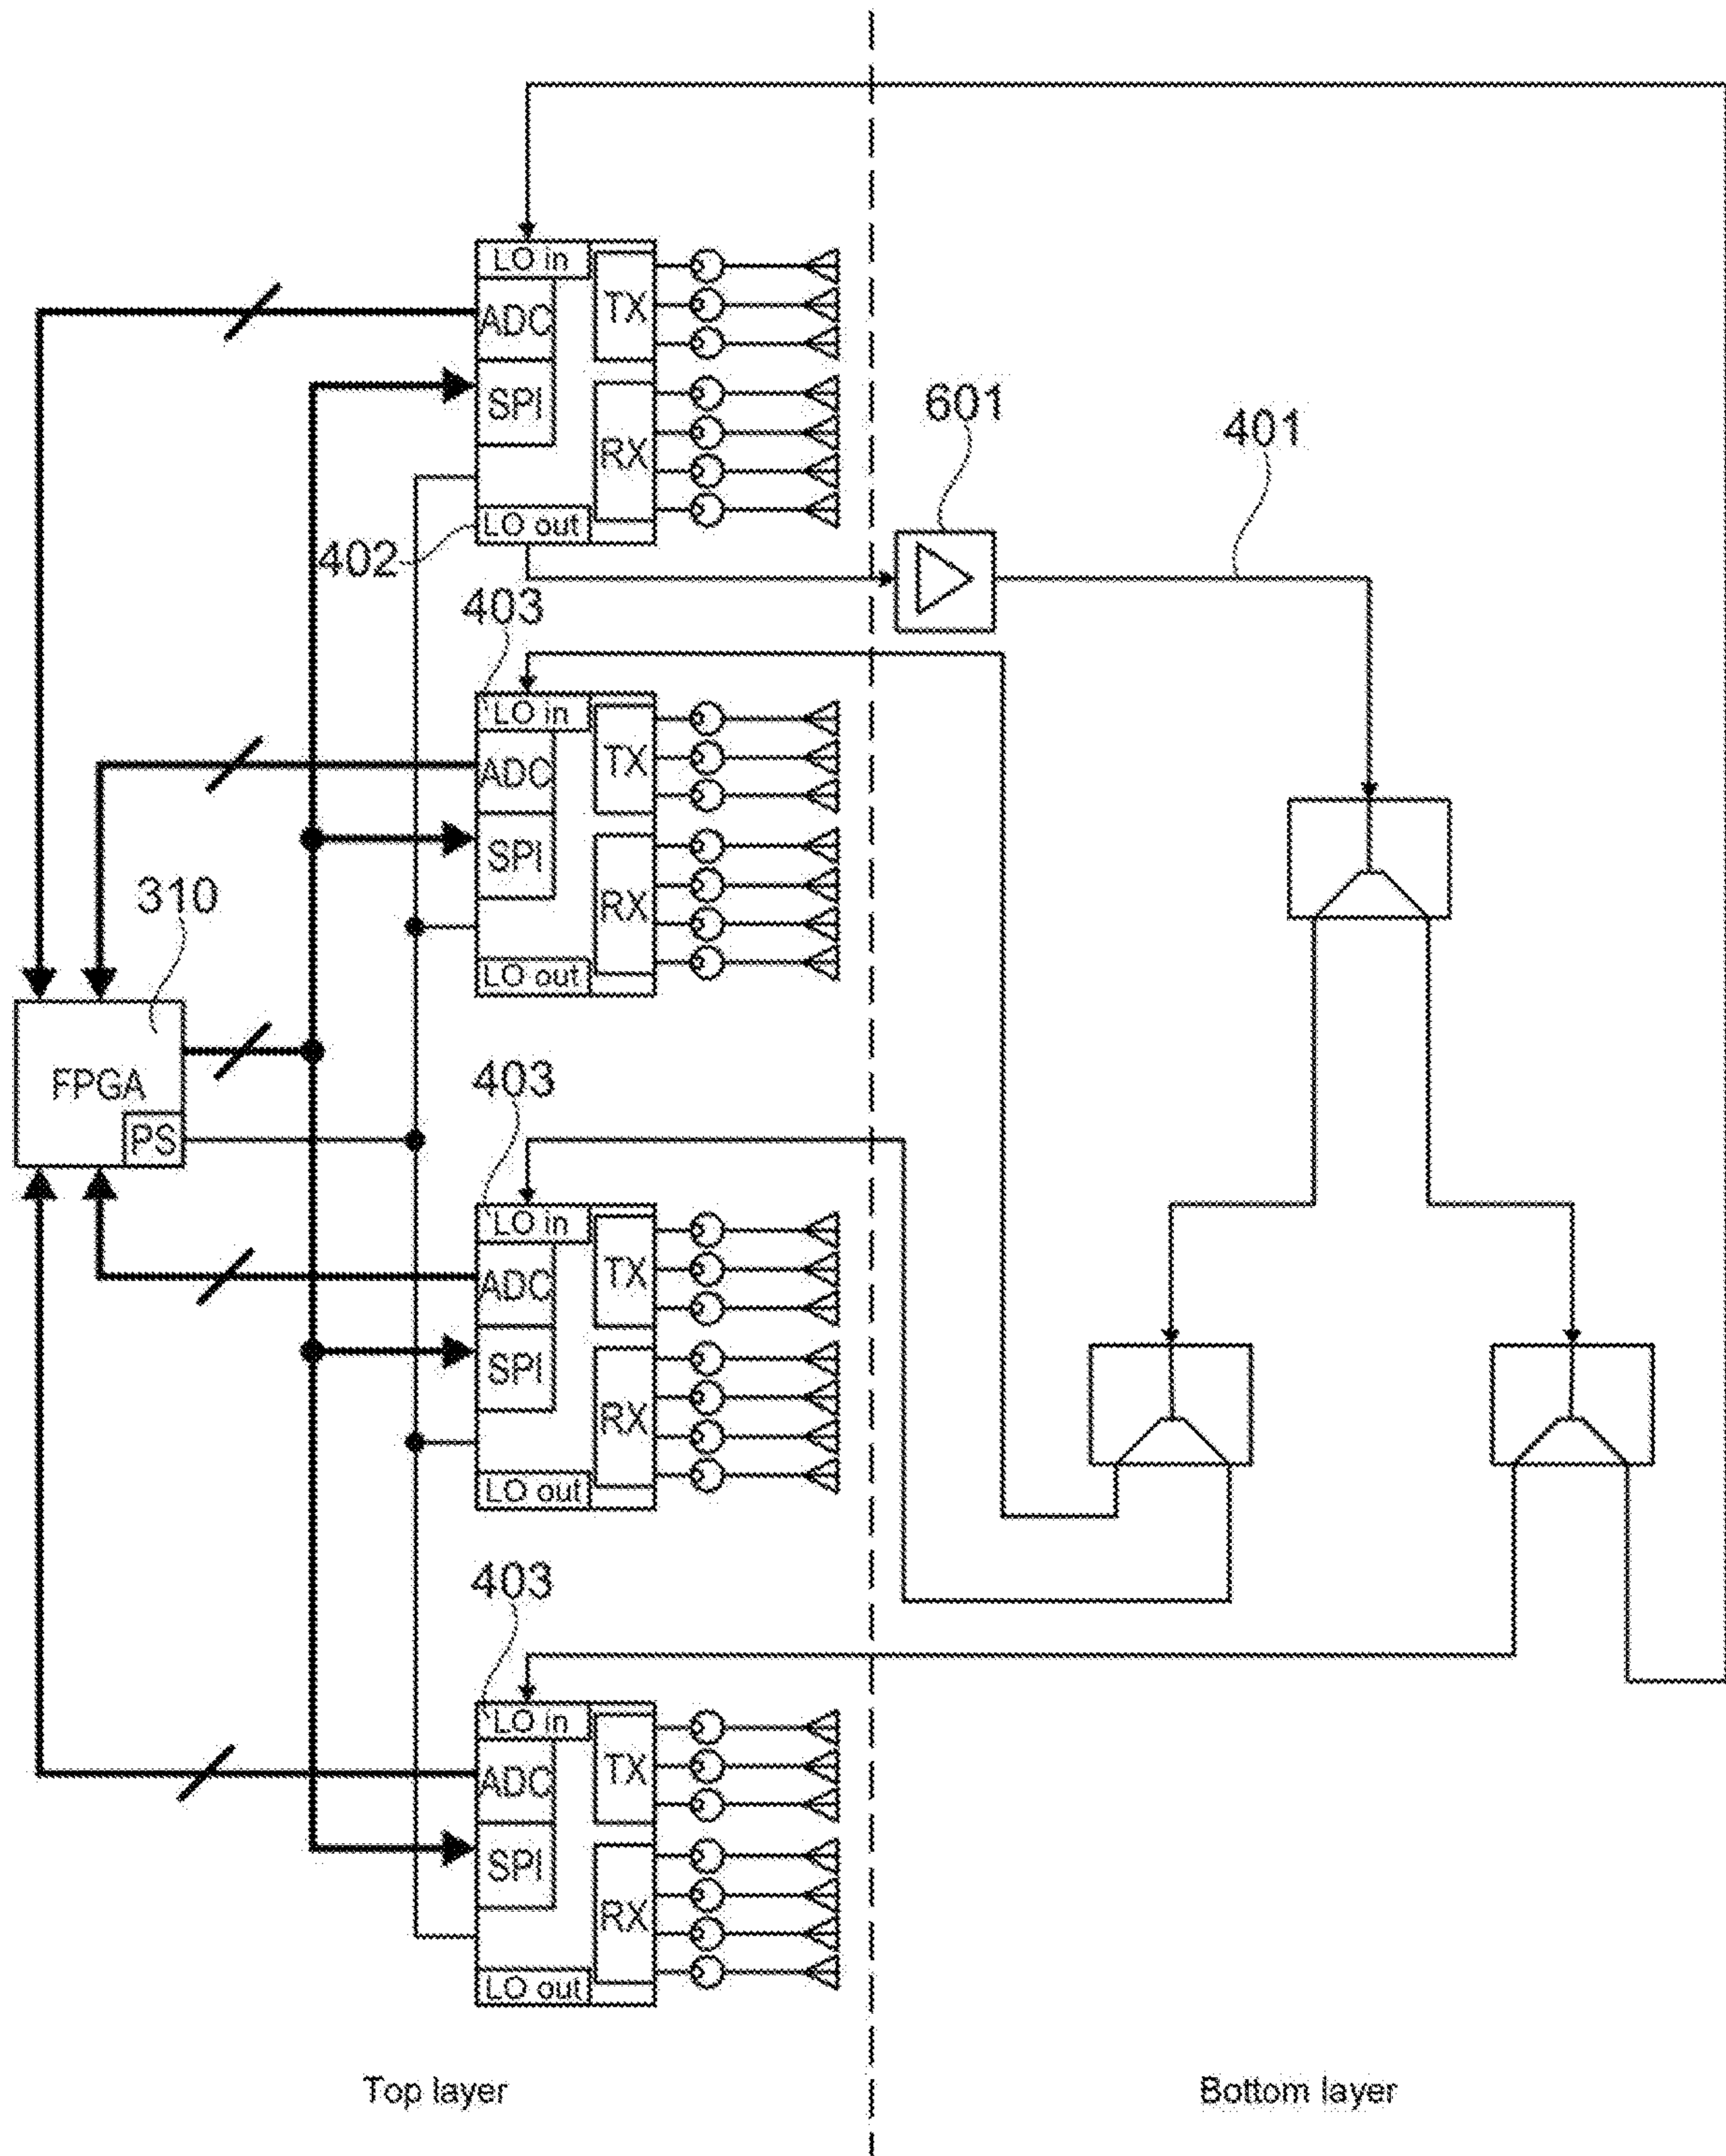 LO in
ADC
TX
SPI
RX
LO out
402
601
401
403
LO in
ADC
TX
SPI
RX
LO out
310
FPGA
PS
403
LO in
ADC
TX
SPI
RX
LO out
403
LO in
ADC
TX
SPI
RX
LO out
Top layer
Bottom layer